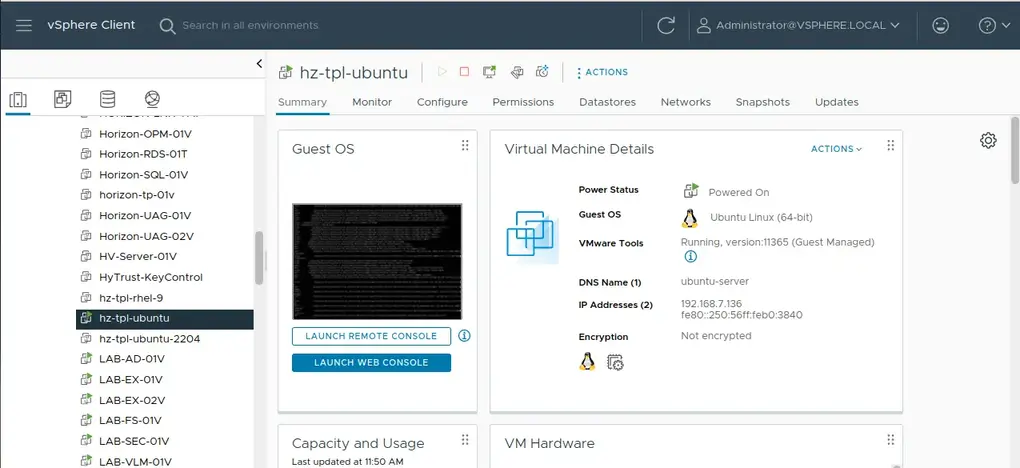 vSphere Client
Search in all environments
Administrator@VSPHERE.LOCAL
Horizon-OPM-01V
Horizon-RDS-01T
Horizon-SQL-01V
horizon-tp-01v
Horizon-UAG-01V
Horizon-UAG-02V
HV-Server-01V
HyTrust-KeyControl
hz-tpl-rhel-9
hz-tpl-ubuntu
hz-tpl-ubuntu-2204
LAB-AD-01V
LAB-EX-01V
LAB-EX-02V
LAB-FS-01V
LAB-SEC-01V
LAB-VLM-01V
hz-tpl-ubuntu
ACTIONS
Summary Monitor Configure Permissions Datastores Networks Snapshots Updates
Guest OS
LAUNCH REMOTE CONSOLE
LAUNCH WEB CONSOLE
Virtual Machine Details
ACTIONS
Power Status Powered On
Guest OS Ubuntu Linux (64-bit)
VMware Tools Running, version:11365 (Guest Managed)
DNS Name (1) ubuntu-server
IP Addresses (2) 192.168.7.136
fe80::250:56ff:feb0:3840
Encryption Not encrypted
Capacity and Usage
Last updated at 11:50 AM
VM Hardware